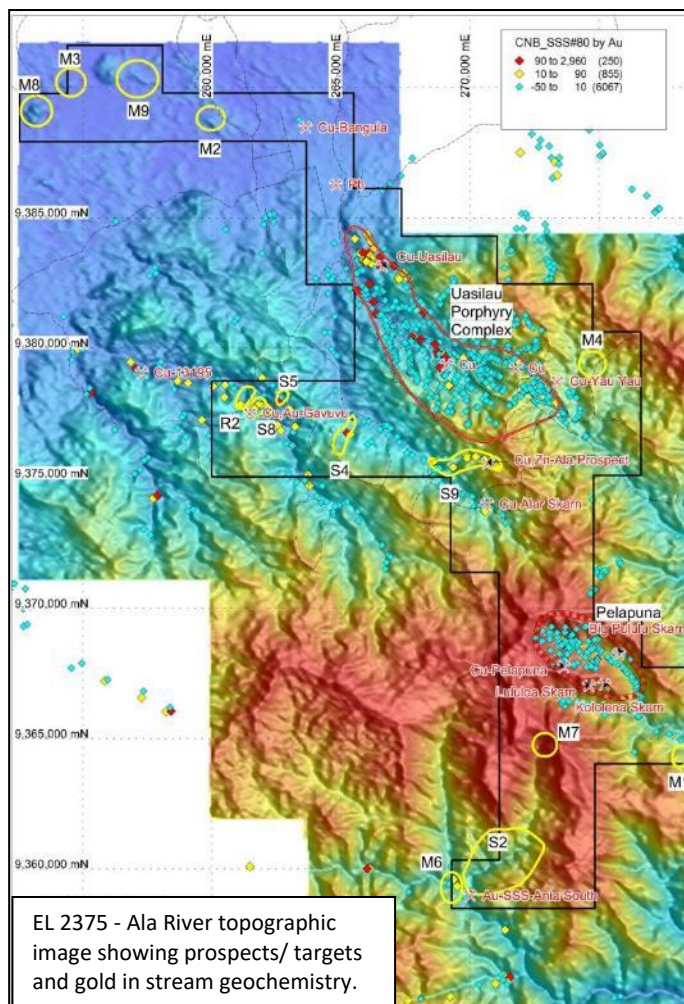 CNB_SSS#80 by Au
90 to 2,960 (250)
10 to 90 (855)
-50 to 10 (6067)
260,000 mE
265,000 mE
270,000 mE
M3
M8
M9
M2
Cu-Bangula
Pb
9,385,000 mN
Cu-Uasilau
Uasilau
Porphyry
Complex
9,380,000 mN
M4
Cu-13195
S5
Cu
Cu
Cu-Yau Yau
R2
Cu,Au-Gavuvu
S8
S4
9,375,000 mN
Cu,Zn-Ala Prospect
S9
Cu-Alar Skarn
9,370,000 mN
Pelapuna
Big Pululu Skarn
Cu-Pelapuna
Lululoa Skarn
Kololona Skarn
9,365,000 mN
M7
M1
S2
9,360,000 mN
M6
Au-SSS-Ania South
EL 2375 - Ala River topographic
image showing prospects/ targets
and gold in stream geochemistry.